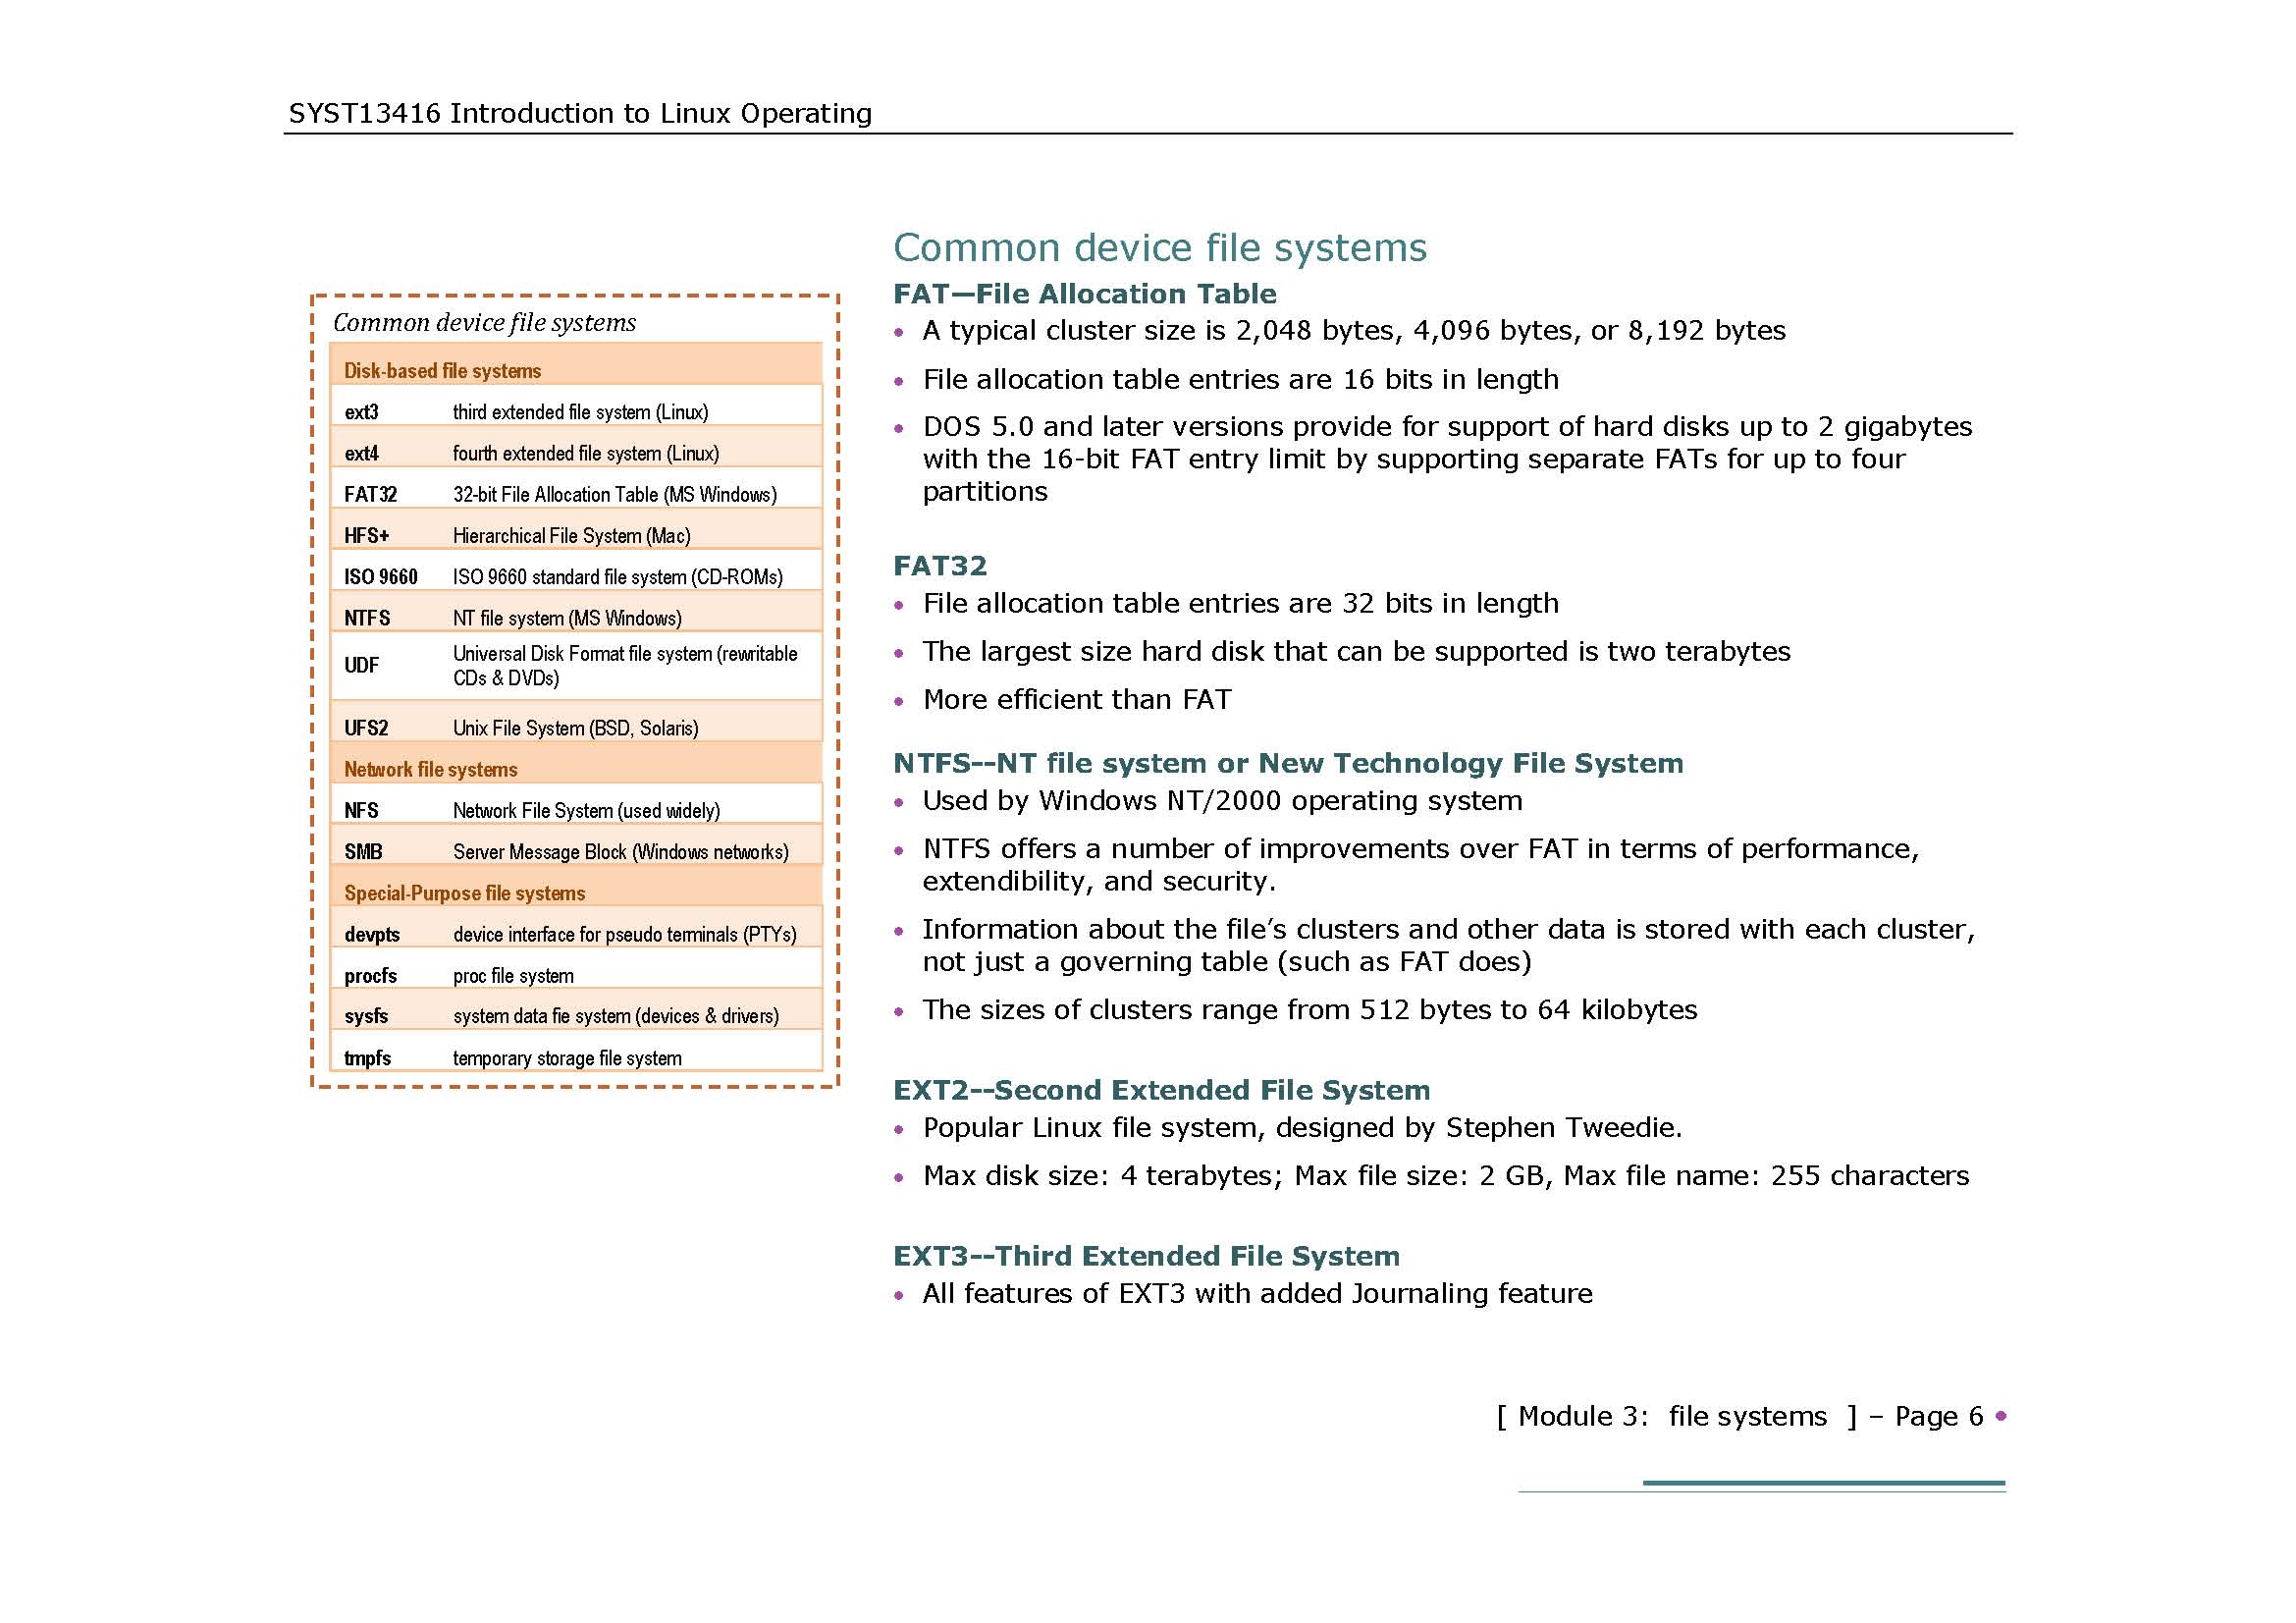 SYST13416 Introduction to Linux Operating
Common device file systems
Disk-based file systems
ext3 third extended file system (Linux)
ext4 fourth extended file system (Linux)
FAT32 32-bit File Allocation Table (MS Windows)
HFS+ Hierarchical File System (Mac)
ISO 9660 ISO 9660 standard file system (CD-ROMs)
NTFS NT file system (MS Windows)
UDF Universal Disk Format file system (rewritable
CDs & DVDs)
UFS2 Unix File System (BSD, Solaris)
Network file systems
NFS Network File System (used widely)
SMB Server Message Block (Windows networks)
Special-Purpose file systems
devpts device interface for pseudo terminals (PTYs)
procfs proc file system
sysfs system data fie system (devices & drivers)
tmpfs temporary storage file system
Common device file systems
FAT—File Allocation Table
• A typical cluster size is 2,048 bytes, 4,096 bytes, or 8,192 bytes
• File allocation table entries are 16 bits in length
• DOS 5.0 and later versions provide for support of hard disks up to 2 gigabytes
with the 16-bit FAT entry limit by supporting separate FATs for up to four
partitions
FAT32
• File allocation table entries are 32 bits in length
• The largest size hard disk that can be supported is two terabytes
• More efficient than FAT
NTFS--NT file system or New Technology File System
• Used by Windows NT/2000 operating system
• NTFS offers a number of improvements over FAT in terms of performance,
extendibility, and security.
• Information about the file’s clusters and other data is stored with each cluster,
not just a governing table (such as FAT does)
• The sizes of clusters range from 512 bytes to 64 kilobytes
EXT2--Second Extended File System
• Popular Linux file system, designed by Stephen Tweedie.
• Max disk size: 4 terabytes; Max file size: 2 GB, Max file name: 255 characters
EXT3--Third Extended File System
• All features of EXT3 with added Journaling feature
[ Module 3: file systems ] – Page 6 •